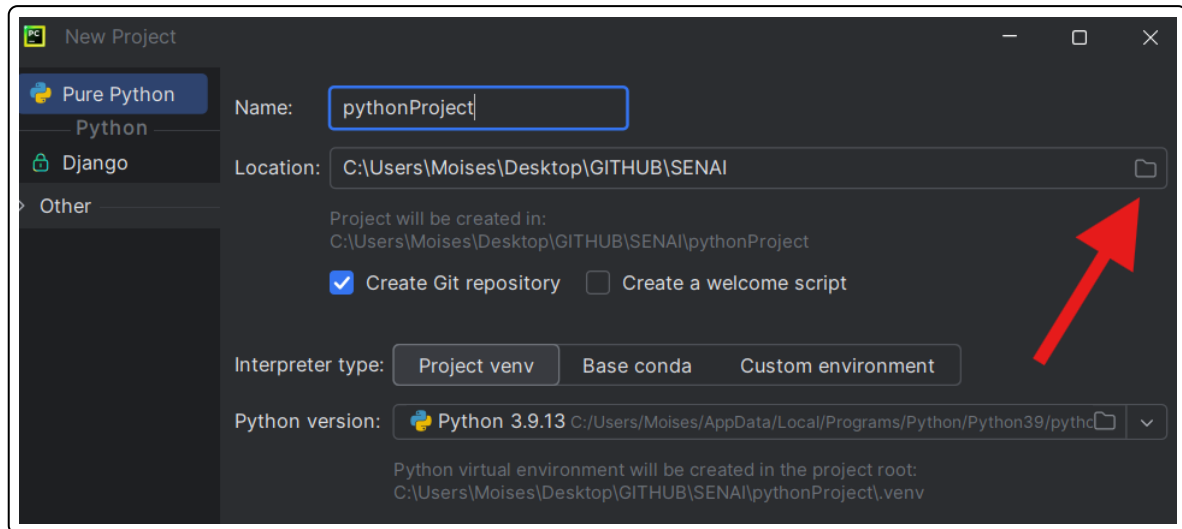 PC New Project
Pure Python
Python
Django
Other
Name: pythonProject
Location: C:\Users\Moises\Desktop\GITHUB\SENAI
Project will be created in:
C:\Users\Moises\Desktop\GITHUB\SENAI\pythonProject
Create Git repository Create a welcome script
Interpreter type: Project venv Base conda Custom environment
Python version: Python 3.9.13 C:/Users/Moises/AppData/Local/Programs/Python/Python39/pythc
Python virtual environment will be created in the project root:
C:\Users\Moises\Desktop\GITHUB\SENAI\pythonProject\.venv